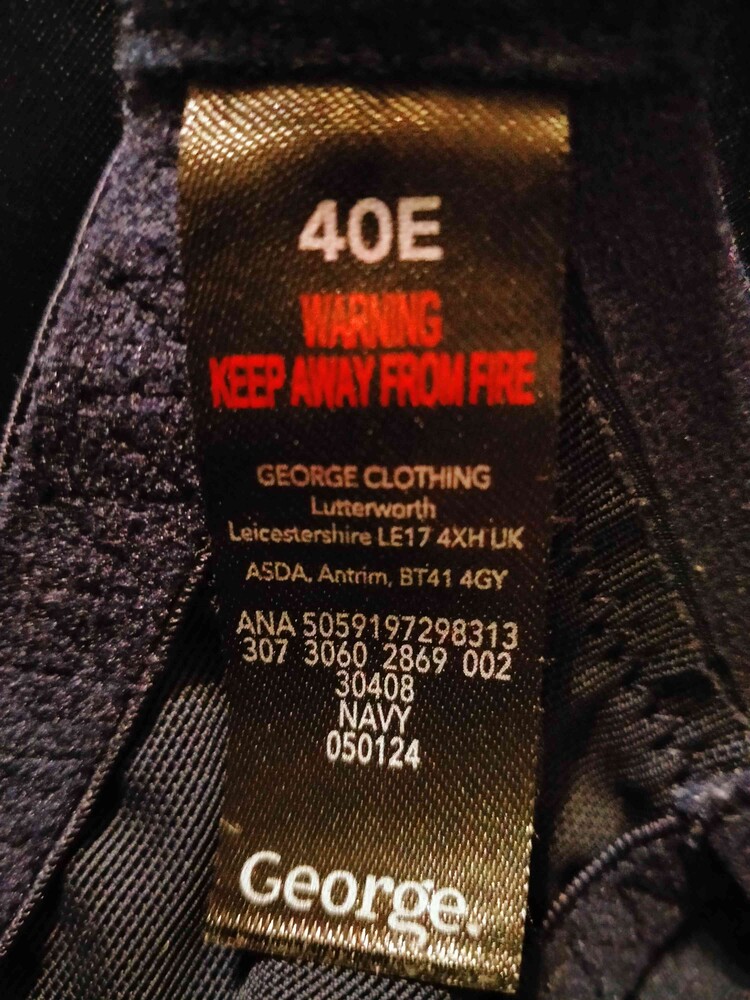 40E
WARNING
KEEP AWAY FROM FIRE
GEORGE CLOTHING
Lutterworth
Leicestershire LE17 4XH UK
ASDA, Antrim, BT41 4GY
ANA 5059197298313
307 3060 2869 002
30408
NAVY
050124
George.